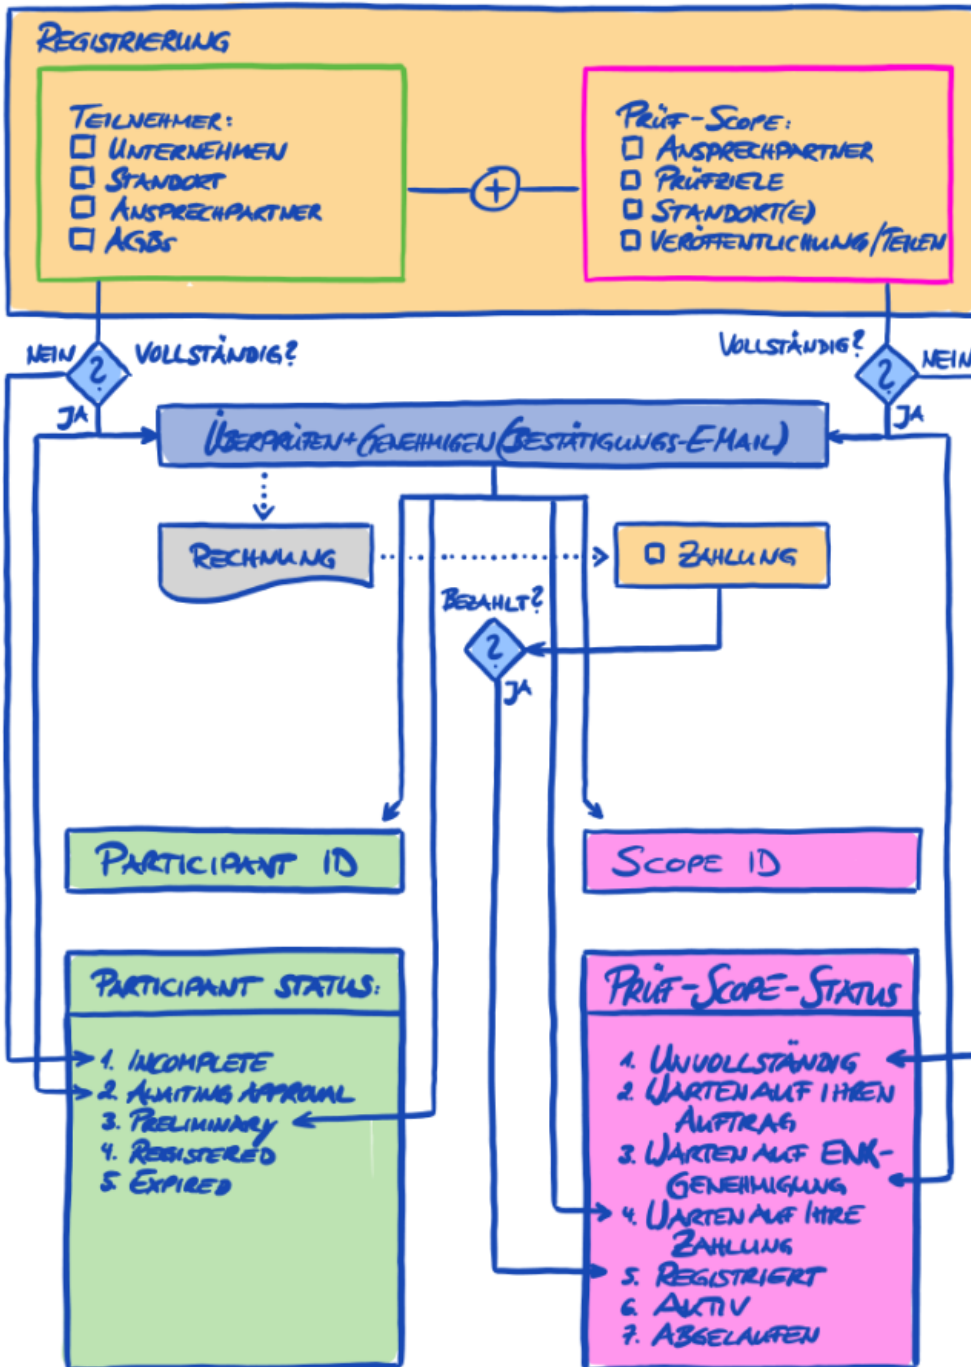 REGISTRIERUNG
TEILNEHMER:
UNTERNEHMEN
STANDORT
ANSPRECHPARTNER
AGBs
+
PRÜF-SCOPE:
ANSPRECHPARTNER
PRÜFZIELE
STANDORT(E)
VERÖFFENTLICHUNG/TEILEN
NEIN
?
VOLLSTÄNDIG?
JA
VOLLSTÄNDIG?
?
NEIN
JA
ÜBERPRÜFEN+GENEHMIGEN (BESTÄTIGUNGS-E-MAIL)
RECHNUNG
ZAHLUNG
BEZAHLT?
?
JA
PARTICIPANT ID
SCOPE ID
PARTICIPANT STATUS:
1. INCOMPLETE
2. AWAITING APPROVAL
3. PRELIMINARY
4. REGISTERED
5. EXPIRED
PRÜF-SCOPE-STATUS
1. UNVOLLSTÄNDIG
2. WARTEN AUF IHREN
AUFTRAG
3. WARTEN AUF ENX-
GENEHMIGUNG
4. WARTEN AUF IHRE
ZAHLUNG
5. REGISTRIERT
6. AKTIV
7. ABGELAUFEN